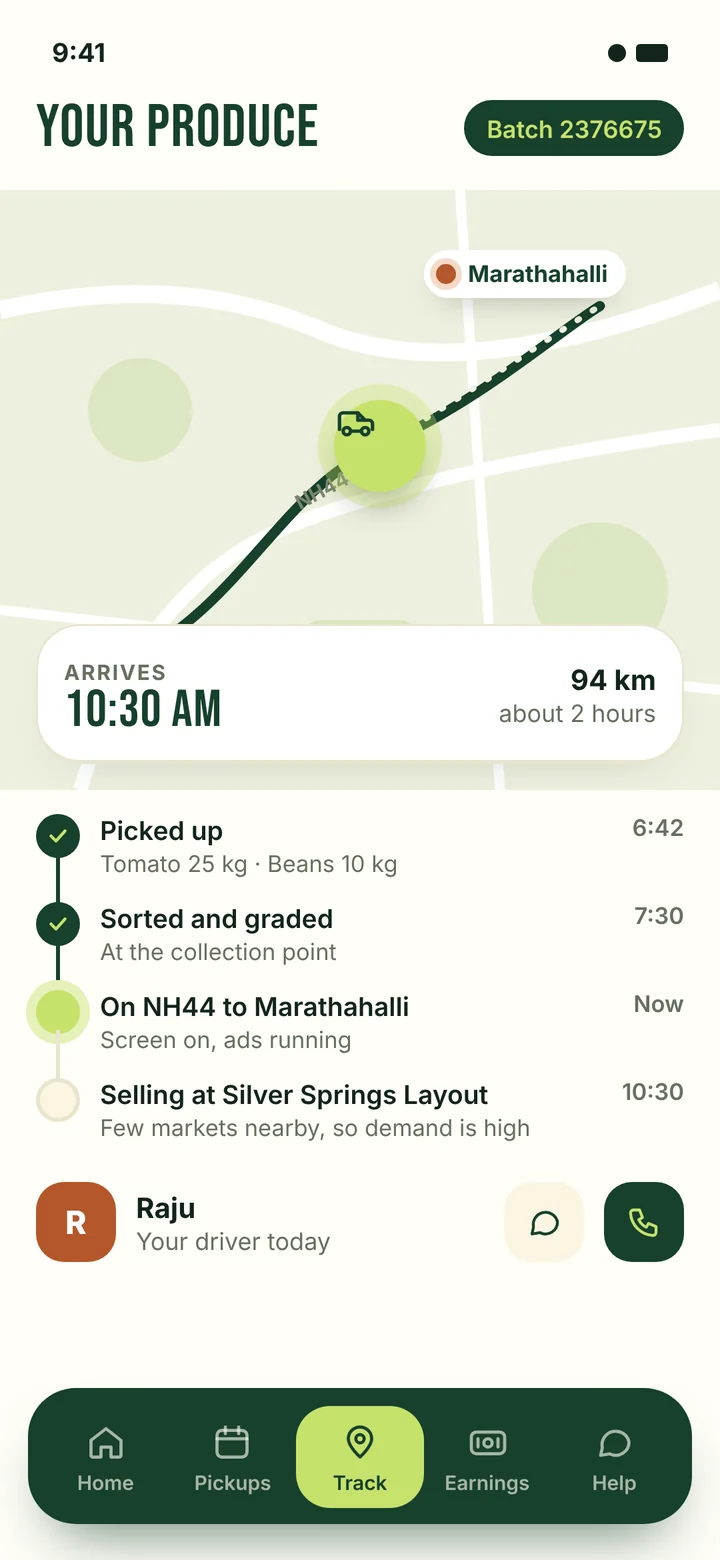 9:41
YOUR PRODUCE
Batch 2376675
Marathahalli
NH44
ARRIVES
10:30 AM
94 km
about 2 hours
Picked up
6:42
Tomato 25 kg · Beans 10 kg
Sorted and graded
7:30
At the collection point
On NH44 to Marathahalli
Now
Screen on, ads running
Selling at Silver Springs Layout
10:30
Few markets nearby, so demand is high
R
Raju
Your driver today
Home
Pickups
Track
Earnings
Help